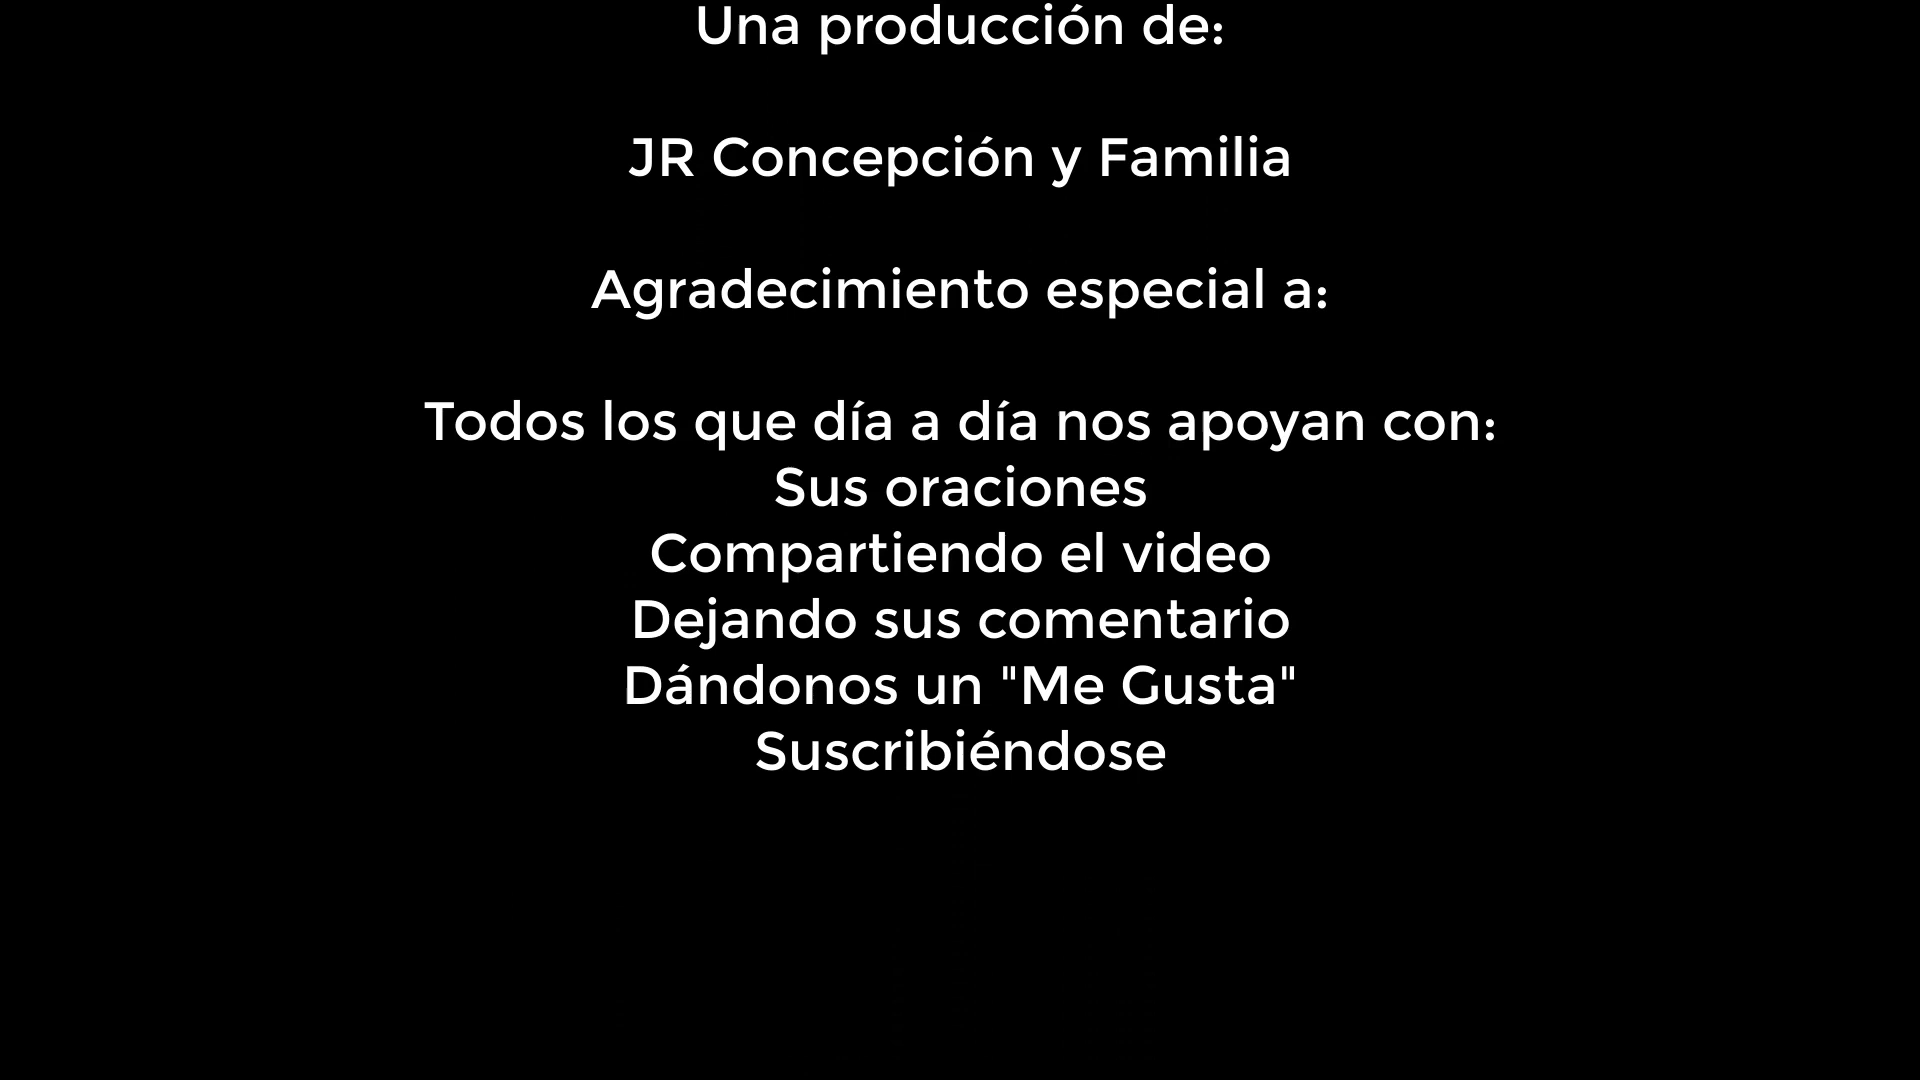 Una producción de:
JR Concepción y Familia
Agradecimiento especial a:
Todos los que día a día nos apoyan con:
Sus oraciones
Compartiendo el video
Dejando sus comentario
Dándonos un "Me Gusta"
Suscribiéndose